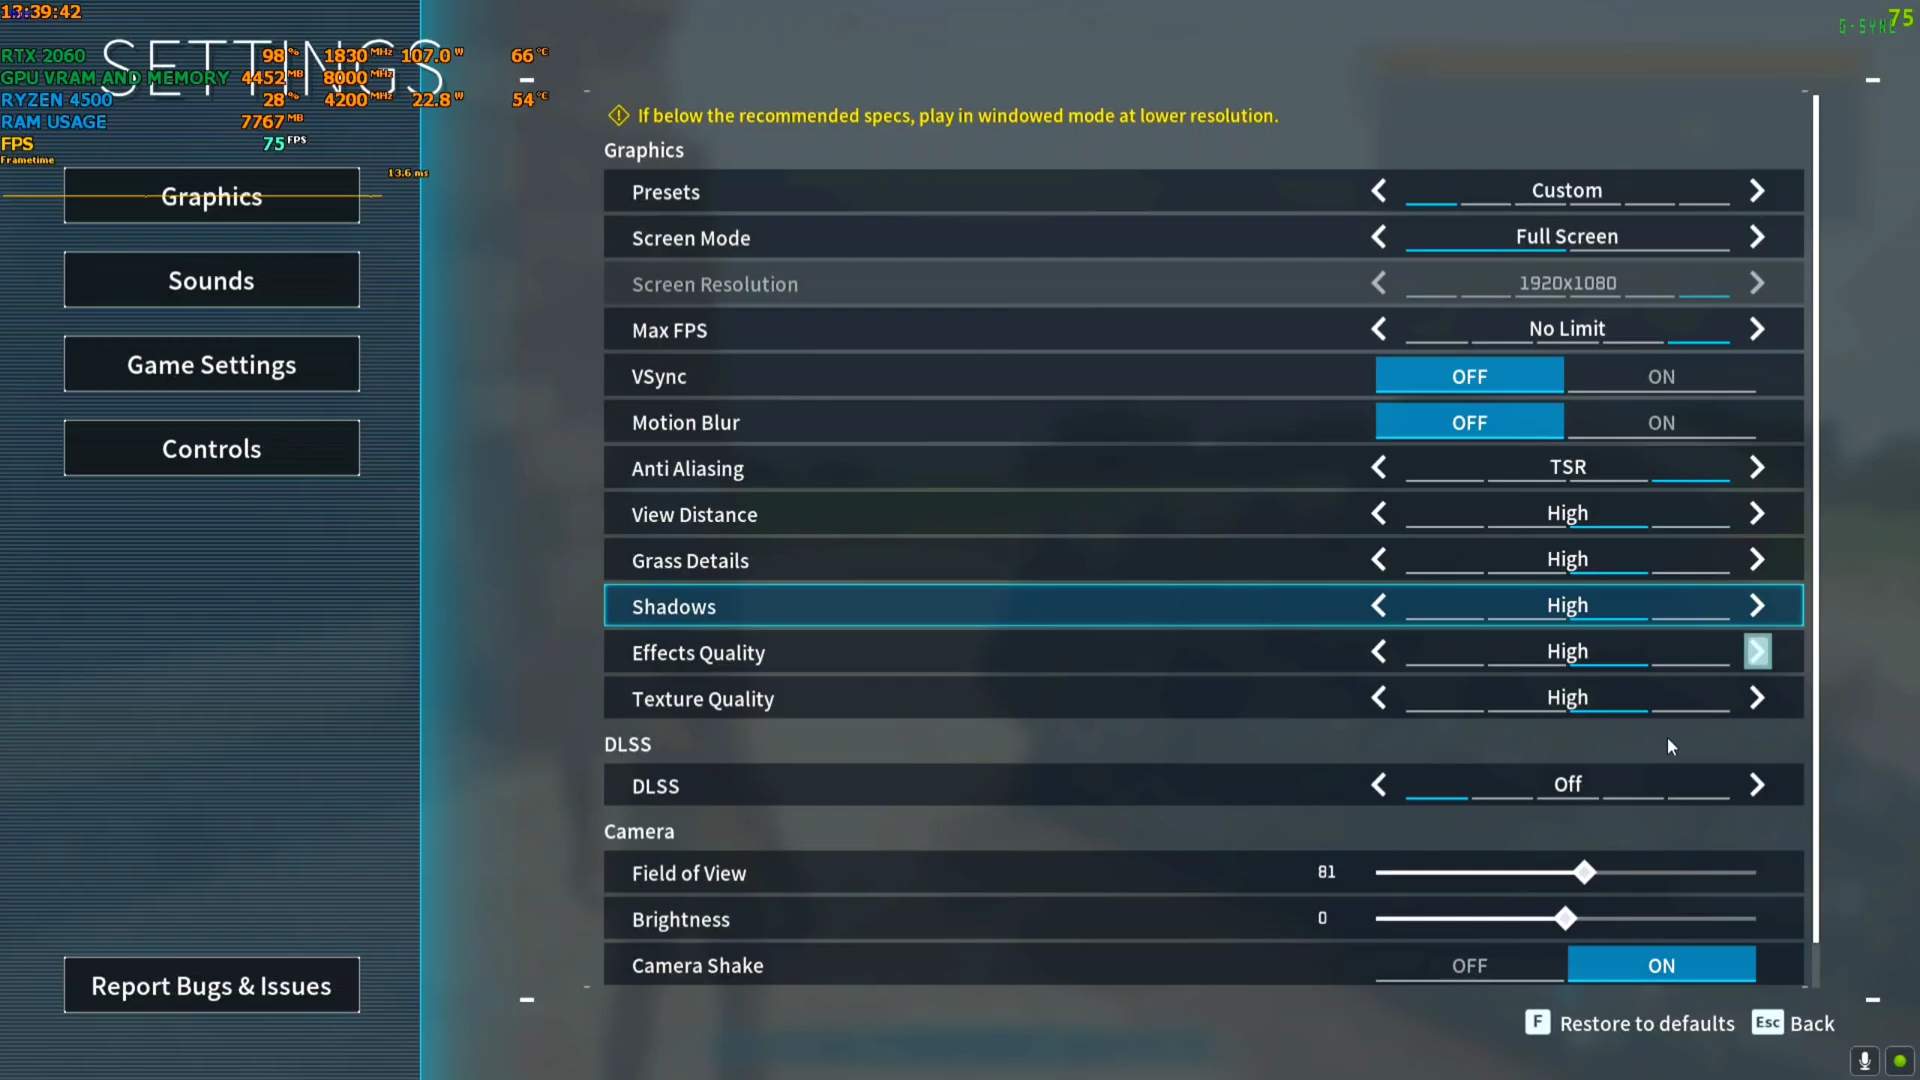 13:39:42
SETTINGS
RTX 2060 98 % 1830 MHz 107.0 W 66 °C
GPU VRAM AND MEMORY 4452 MB 8000 MHz
RYZEN 4500 28 % 4200 MHz 22.8 W 54 °C
RAM USAGE 7767 MB
FPS 75 FPS
Frametime
13.6 ms
G-SYNC 75
Graphics
Sounds
Game Settings
Controls
Report Bugs & Issues
If below the recommended specs, play in windowed mode at lower resolution.
Graphics
Presets Custom
Screen Mode Full Screen
Screen Resolution 1920x1080
Max FPS No Limit
VSync OFF ON
Motion Blur OFF ON
Anti Aliasing TSR
View Distance High
Grass Details High
Shadows High
Effects Quality High
Texture Quality High
DLSS
DLSS Off
Camera
Field of View 81
Brightness 0
Camera Shake OFF ON
F Restore to defaults Esc Back